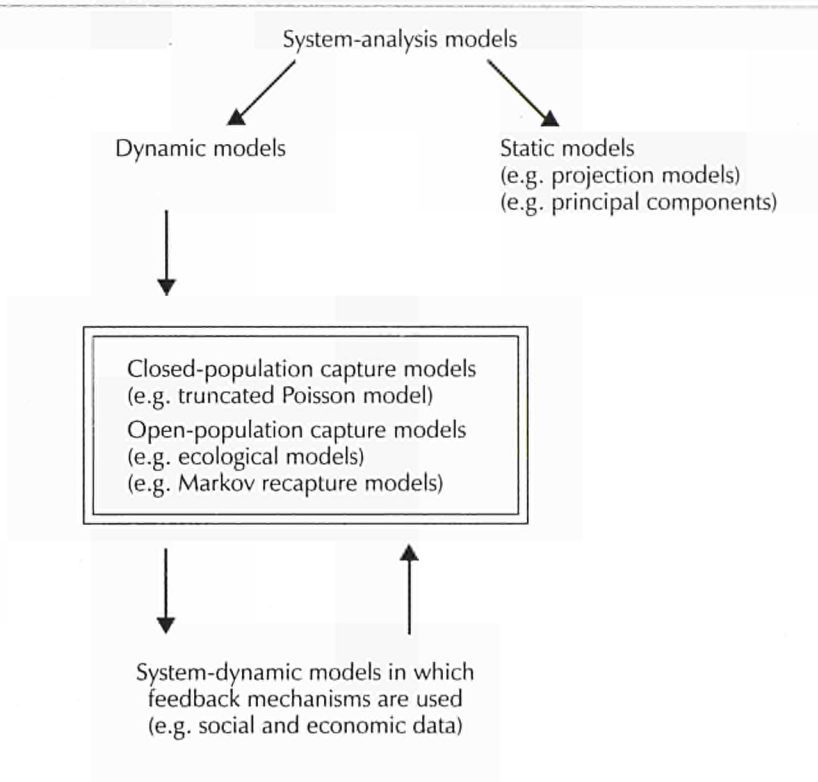 System-analysis models
Dynamic models
Static models
(e.g. projection models)
(e.g. principal components)
Closed-population capture models
(e.g. truncated Poisson model)
Open-population capture models
(e.g. ecological models)
(e.g. Markov recapture models)
System-dynamic models in which
feedback mechanisms are used
(e.g. social and economic data)